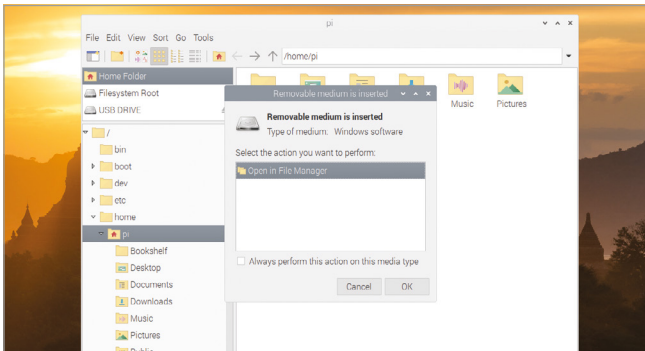 pi
File Edit View Sort Go Tools
/home/pi
Home Folder
Filesystem Root
USB DRIVE
/
bin
boot
dev
etc
home
pi
Bookshelf
Desktop
Documents
Downloads
Music
Pictures
Music
Pictures
Removable medium is inserted
Removable medium is inserted
Type of medium: Windows software
Select the action you want to perform:
Open in File Manager
Always perform this action on this media type
Cancel OK